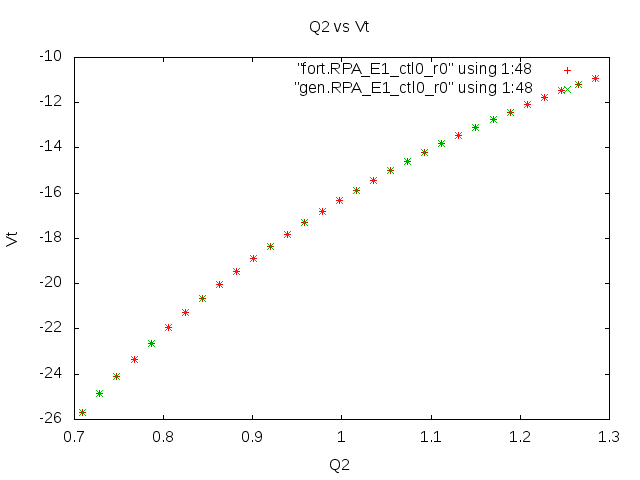 Q2 vs Vt
"fort.RPA_E1_ctl0_r0" using 1:48
"gen.RPA_E1_ctl0_r0" using 1:48
-10
-12
-14
-16
-18
-20
-22
-24
-26
Vt
0.7 0.8 0.9 1 1.1 1.2 1.3
Q2